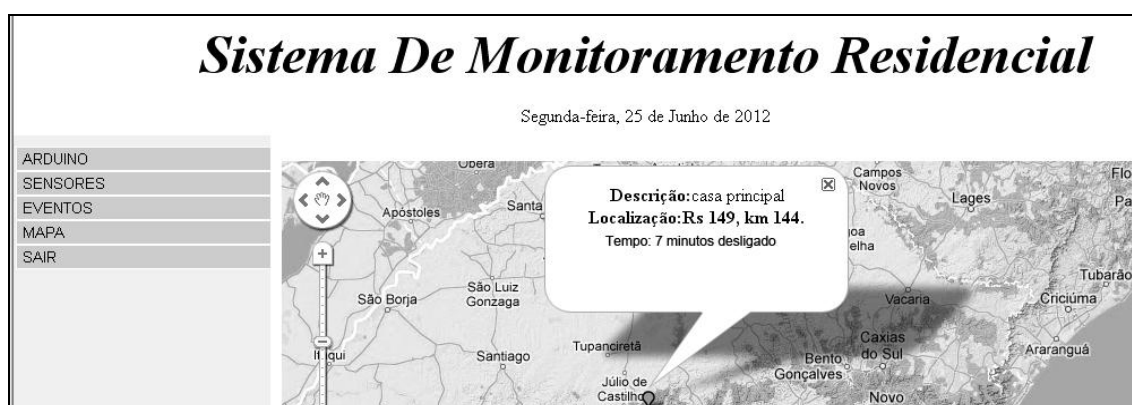 Sistema De Monitoramento Residencial
Segunda-feira, 25 de Junho de 2012
ARDUINO
SENSORES
EVENTOS
MAPA
SAIR
Descrição:casa principal
Localização:Rs 149, km 144.
Tempo: 7 minutos desligado
Obera
Campos
Novos
Lages
Apóstoles
Santa
Tubarão
São Borja
São Luiz
Gonzaga
Vacaria
Criciúma
Caxias
do Sul
Araranguá
Tupanciretã
Santiago
Bento
Gonçalves
Júlio de
Castilho
Novo